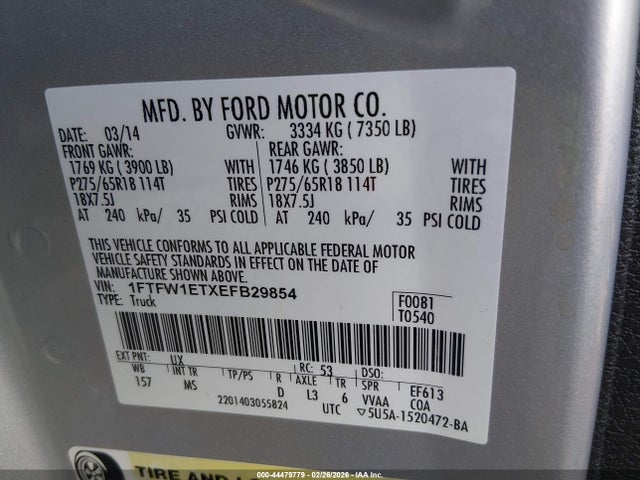 MFD. BY FORD MOTOR CO.
DATE: 03/14 GVWR: 3334 KG ( 7350 LB)
FRONT GAWR: REAR GAWR:
1769 KG ( 3900 LB) WITH 1746 KG ( 3850 LB) WITH
P275/65R18 114T TIRES P275/65R18 114T TIRES
18X7.5J RIMS 18X7.5J RIMS
AT 240 kPa/ 35 PSI COLD AT 240 kPa/ 35 PSI COLD
THIS VEHICLE CONFORMS TO ALL APPLICABLE FEDERAL MOTOR
VEHICLE SAFETY STANDARDS IN EFFECT ON THE DATE OF
MANUFACTURE SHOWN ABOVE.
VIN: 1FTFW1ETXEFB29854 F0081
TYPE: Truck T0540
EXT PNT: UX RC: 53 DSO:
WB INT TR TP/PS R AXLE TR SPR EF613
157 MS D L3 6 VVAA COA
2201403055824 UTC ▽5U5A-1520472-BA
TIRE AND L
000-44479779 - 02/26/2026 - IAA Inc.